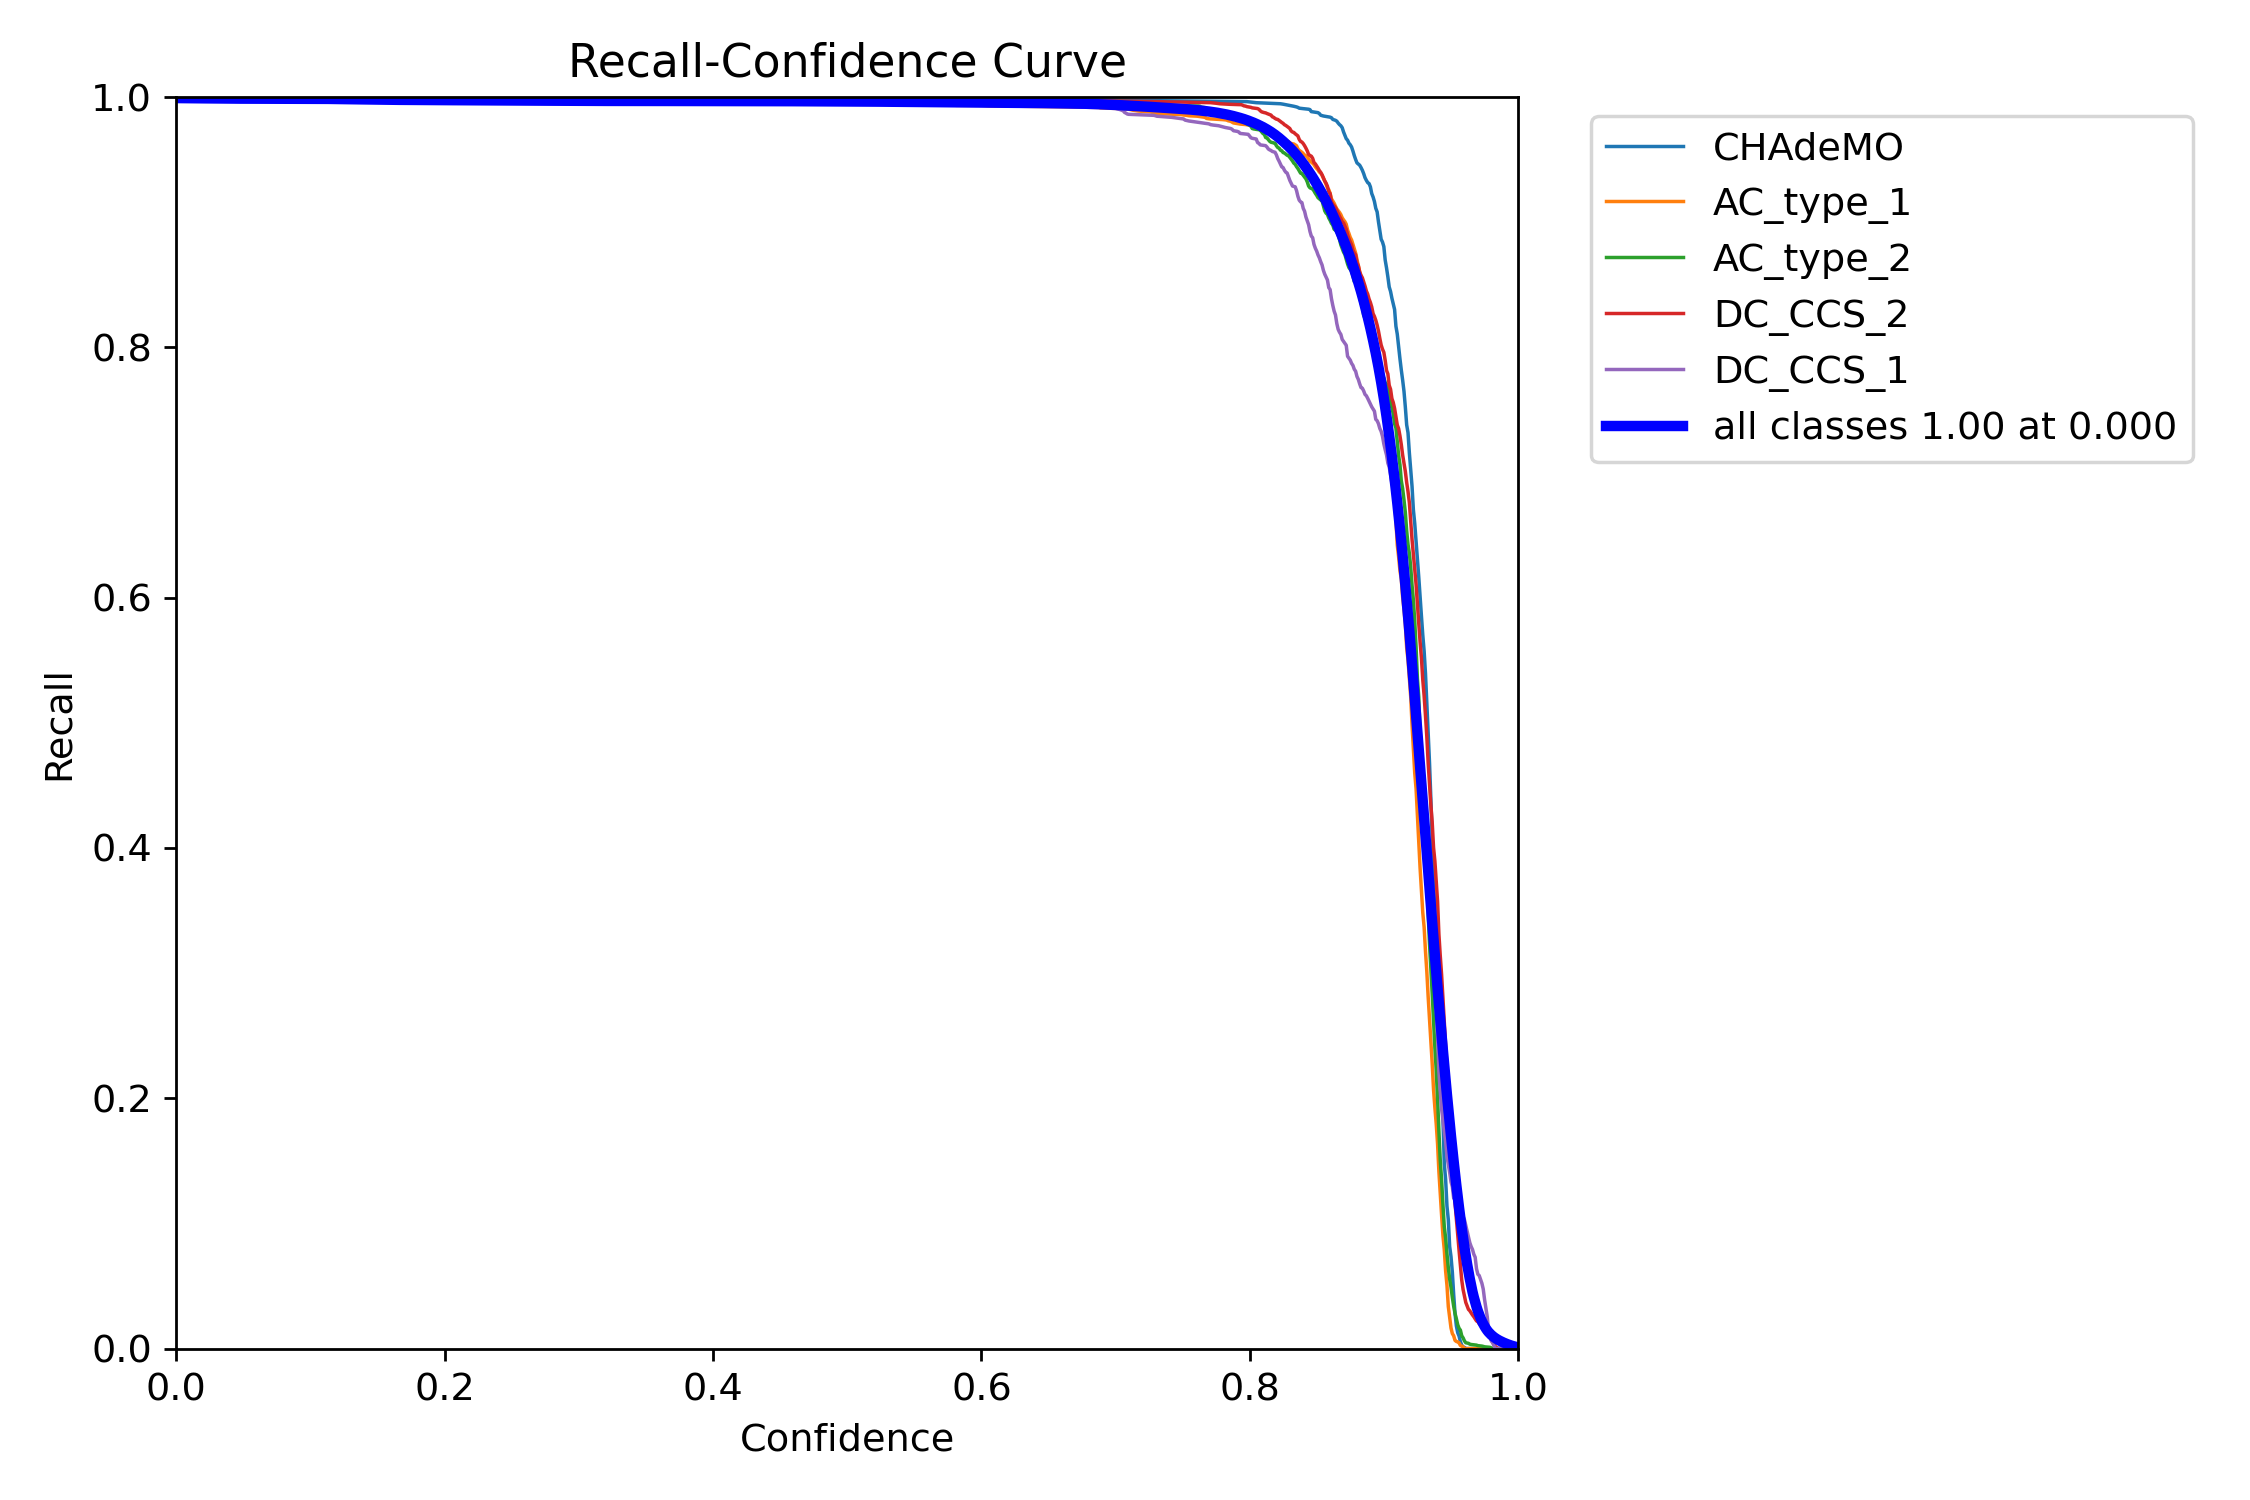 Recall-Confidence Curve
1.0
0.8
0.6
0.4
0.2
0.0
Recall
0.0 0.2 0.4 0.6 0.8 1.0
Confidence
CHAdeMO
AC_type_1
AC_type_2
DC_CCS_2
DC_CCS_1
all classes 1.00 at 0.000